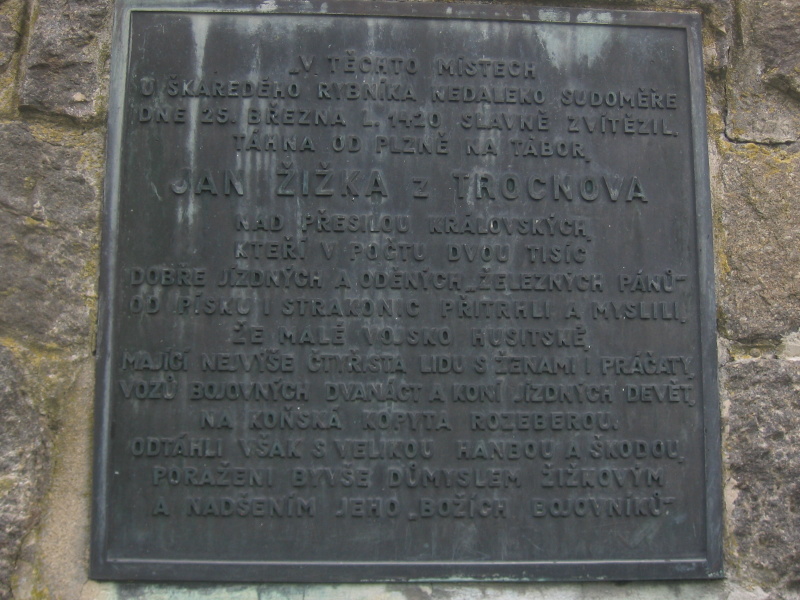 „V TĚCHTO MÍSTECH
U ŠKAREDÉHO RYBNÍKA NEDALEKO SUDOMĚŘE
DNE 25. BŘEZNA L. 1420 SLAVNĚ ZVÍTĚZIL,
TÁHNA OD PLZNĚ NA TÁBOR,
JAN ŽIŽKA Z TROCNOVA
NAD PŘESILOU KRÁLOVSKÝCH,
KTEŘÍ V POČTU DVOU TISÍC
DOBŘE JÍZDNÝCH A ODĚNÝCH „ŽELEZNÝCH PÁNŮ“
OD PÍSKU I STRAKONIC PŘITRHLI A MYSLILI,
ŽE MALÉ VOJSKO HUSITSKÉ,
MAJÍCÍ NEJVÝŠE ČTYŘISTA LIDU S ŽENAMI I PRÁČATY,
VOZŮ BOJOVNÝCH DVANÁCT A KONÍ JÍZDNÝCH DEVĚT,
NA KOŇSKÁ KOPYTA ROZEBEROU.
ODTÁHLI VŠAK S VELIKOU HANBOU A ŠKODOU,
PORAŽENI BYVŠE DŮMYSLEM ŽIŽKOVÝM
A NADŠENÍM JEHO „BOŽÍCH BOJOVNÍKŮ“